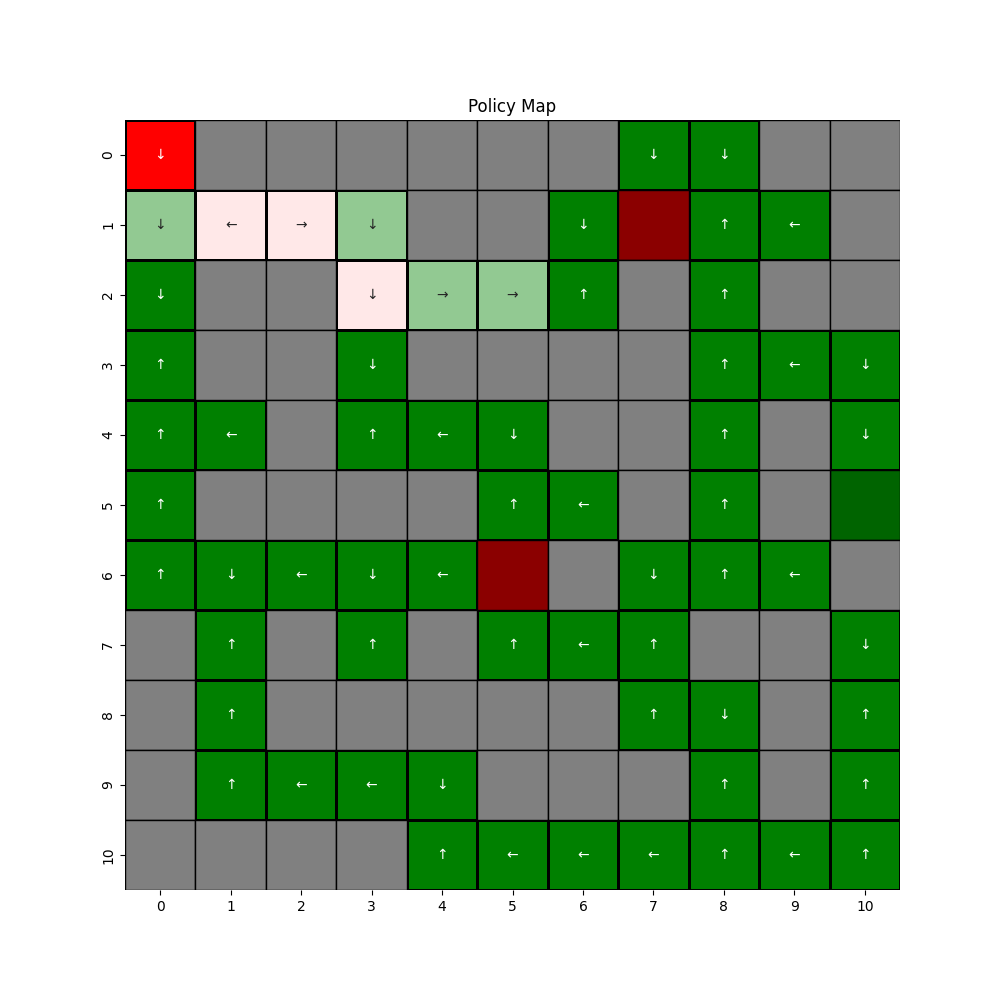 Policy Map
0 ↓ ↓ ↓
1 ↓ ← → ↓ ↓ ↑ ←
2 ↓ ↓ → → ↑ ↑
3 ↑ ↓ ↑ ← ↓
4 ↑ ← ↑ ← ↓ ↑ ↓
5 ↑ ↑ ← ↑
6 ↑ ↓ ← ↓ ← ↓ ↑ ←
7 ↑ ↑ ↑ ← ↑ ↓
8 ↑ ↑ ↓ ↑
9 ↑ ← ← ↓ ↑ ↑
10 ↑ ← ← ← ↑ ← ↑
0 1 2 3 4 5 6 7 8 9 10